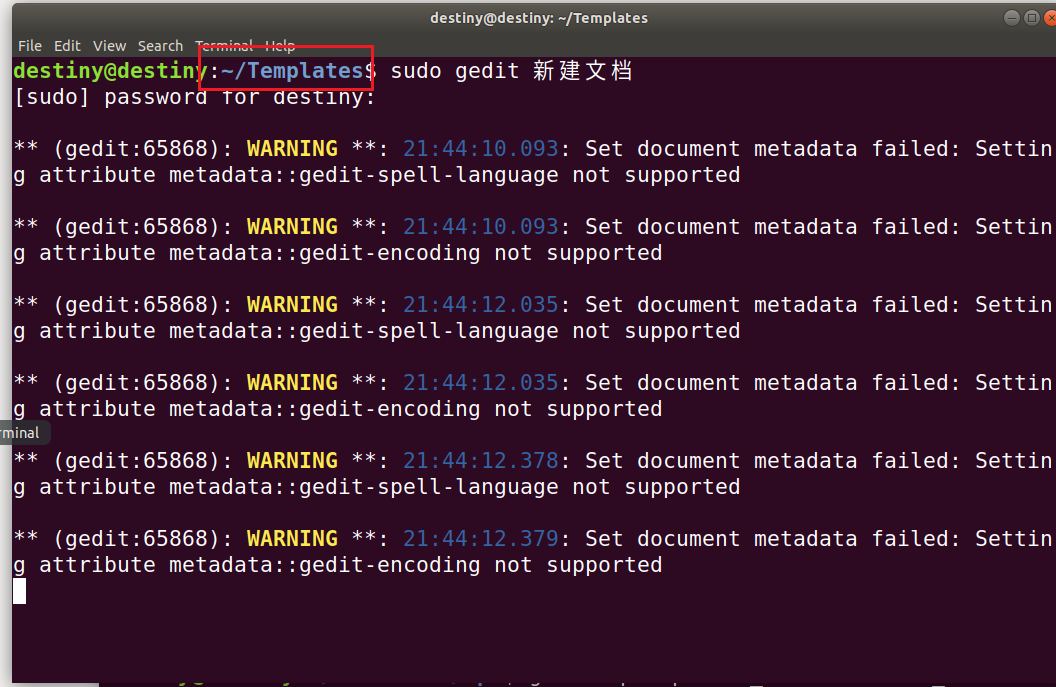 destiny@destiny: ~/Templates
File Edit View Search Terminal Help
destiny@destiny:~/Templates$ sudo gedit 新建文档
[sudo] password for destiny:
** (gedit:65868): WARNING **: 21:44:10.093: Set document metadata failed: Settin
g attribute metadata::gedit-spell-language not supported
** (gedit:65868): WARNING **: 21:44:10.093: Set document metadata failed: Settin
g attribute metadata::gedit-encoding not supported
** (gedit:65868): WARNING **: 21:44:12.035: Set document metadata failed: Settin
g attribute metadata::gedit-spell-language not supported
** (gedit:65868): WARNING **: 21:44:12.035: Set document metadata failed: Settin
g attribute metadata::gedit-encoding not supported
rminal
** (gedit:65868): WARNING **: 21:44:12.378: Set document metadata failed: Settin
g attribute metadata::gedit-spell-language not supported
** (gedit:65868): WARNING **: 21:44:12.379: Set document metadata failed: Settin
g attribute metadata::gedit-encoding not supported